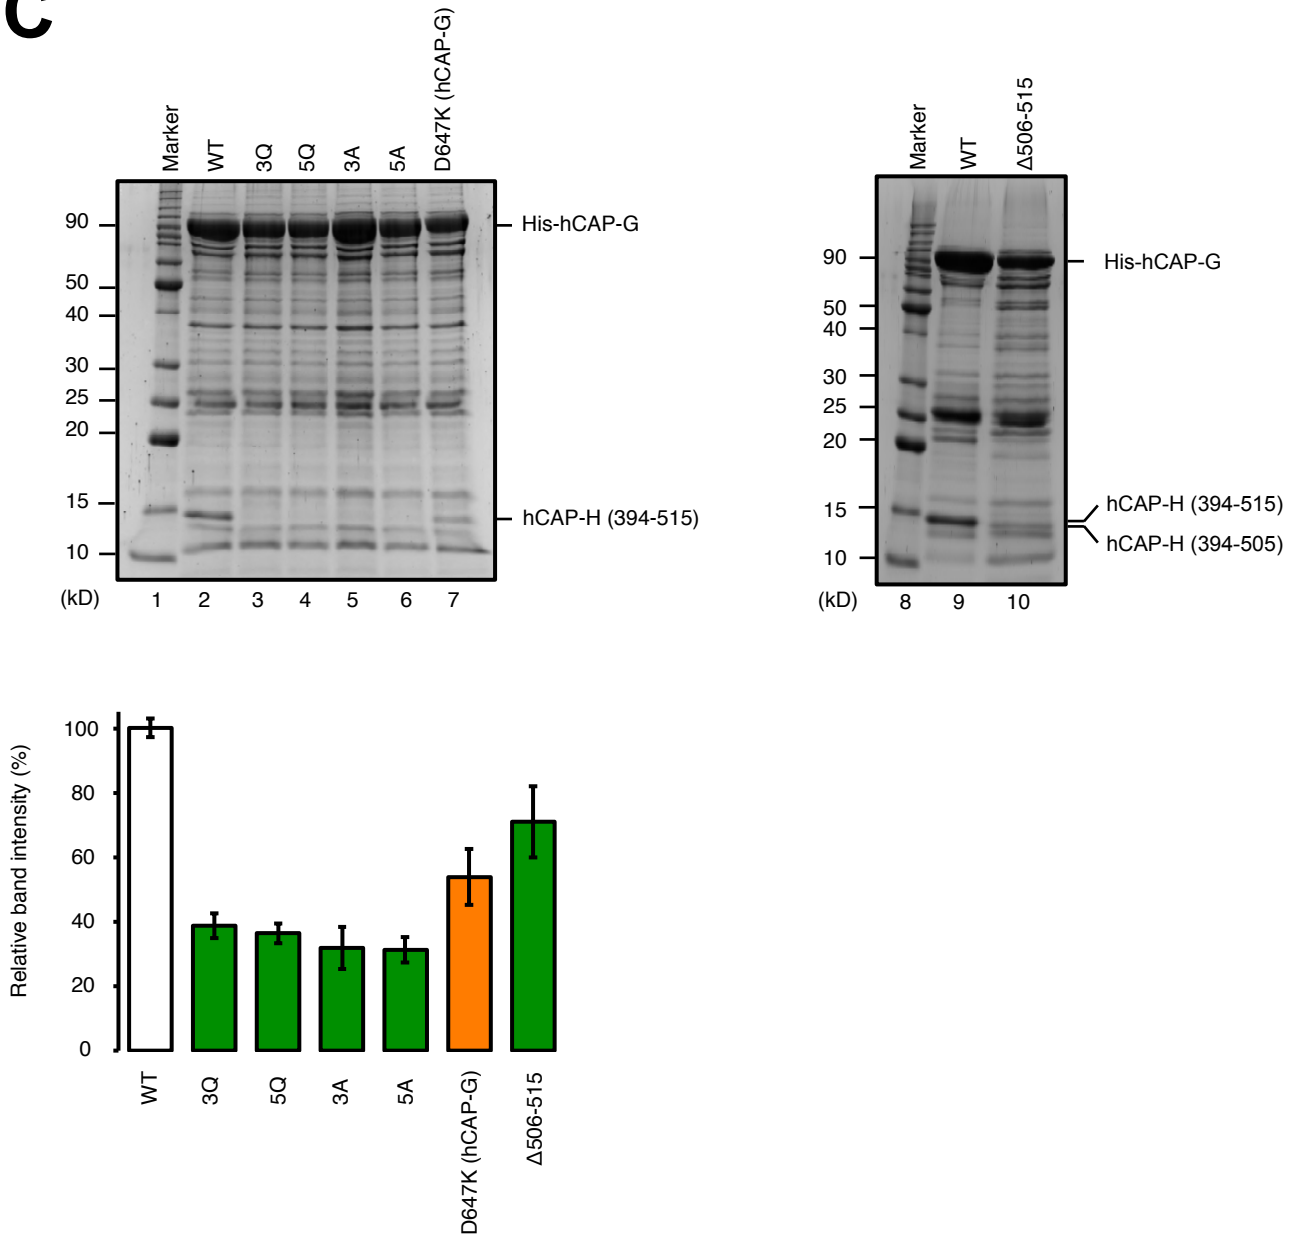 C
Marker
WT
3Q
5Q
3A
5A
D647K (hCAP-G)
90
50
40
30
25
20
15
10
(kD)
His-hCAP-G
hCAP-H (394-515)
1 2 3 4 5 6 7
Marker
WT
Δ506-515
90
50
40
30
25
20
15
10
(kD)
His-hCAP-G
hCAP-H (394-515)
hCAP-H (394-505)
8 9 10
Relative band intensity (%)
100
80
60
40
20
0
WT
3Q
5Q
3A
5A
D647K (hCAP-G)
Δ506-515